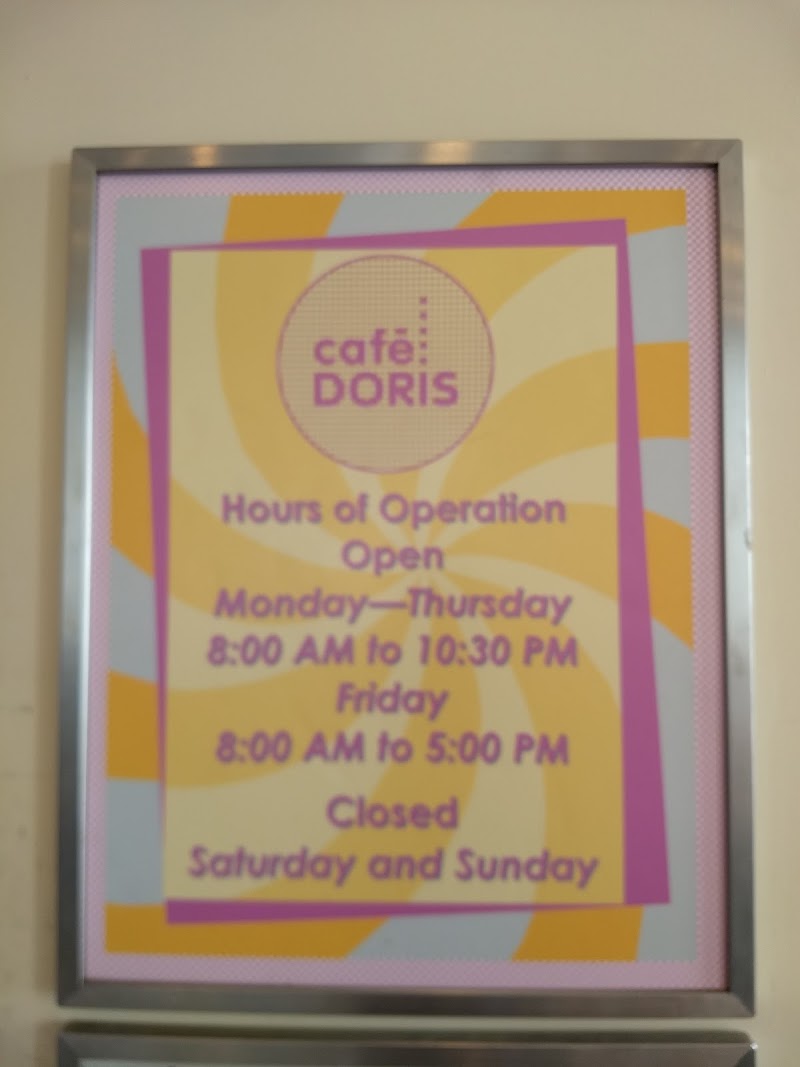 café
DORIS
Hours of Operation
Open
Monday—Thursday
8:00 AM to 10:30 PM
Friday
8:00 AM to 5:00 PM
Closed
Saturday and Sunday